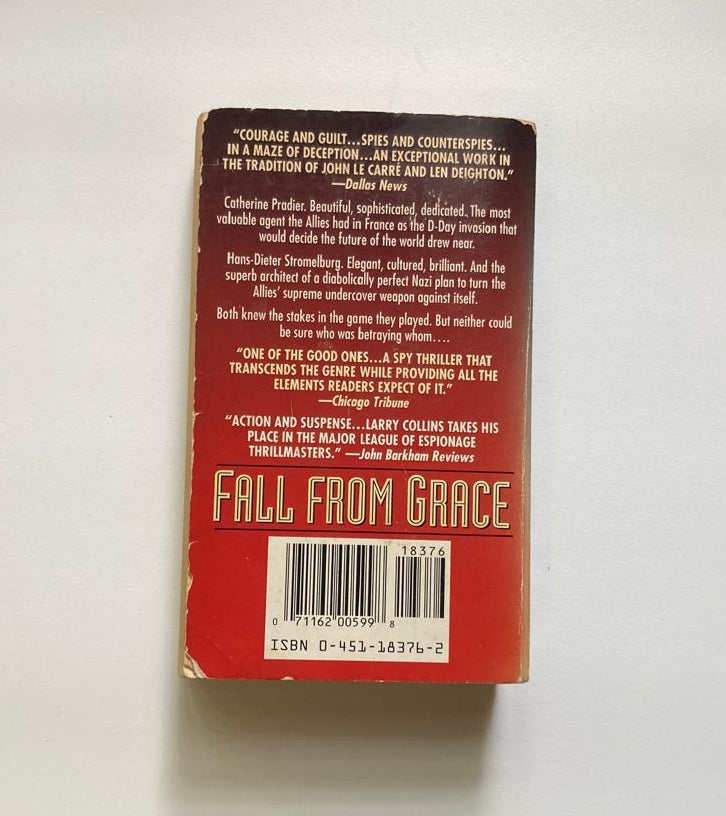 “COURAGE AND GUILT...SPIES AND COUNTERSPIES...
IN A MAZE OF DECEPTION...AN EXCEPTIONAL WORK IN
THE TRADITION OF JOHN LE CARRÉ AND LEN DEIGHTON.”
—Dallas News
Catherine Pradier. Beautiful, sophisticated, dedicated. The most
valuable agent the Allies had in France as the D-Day invasion that
would decide the future of the world drew near.
Hans-Dieter Stromelburg. Elegant, cultured, brilliant. And the
superb architect of a diabolically perfect Nazi plan to turn the
Allies’ supreme undercover weapon against itself.
Both knew the stakes in the game they played. But neither could
be sure who was betraying whom....
“ONE OF THE GOOD ONES...A SPY THRILLER THAT
TRANSCENDS THE GENRE WHILE PROVIDING ALL THE
ELEMENTS READERS EXPECT OF IT.”
—Chicago Tribune
“ACTION AND SUSPENSE...LARRY COLLINS TAKES HIS
PLACE IN THE MAJOR LEAGUE OF ESPIONAGE
THRILLMASTERS.” —John Barkham Reviews
FALL FROM GRACE
18376
0 71162 00599 8
ISBN 0-451-18376-2